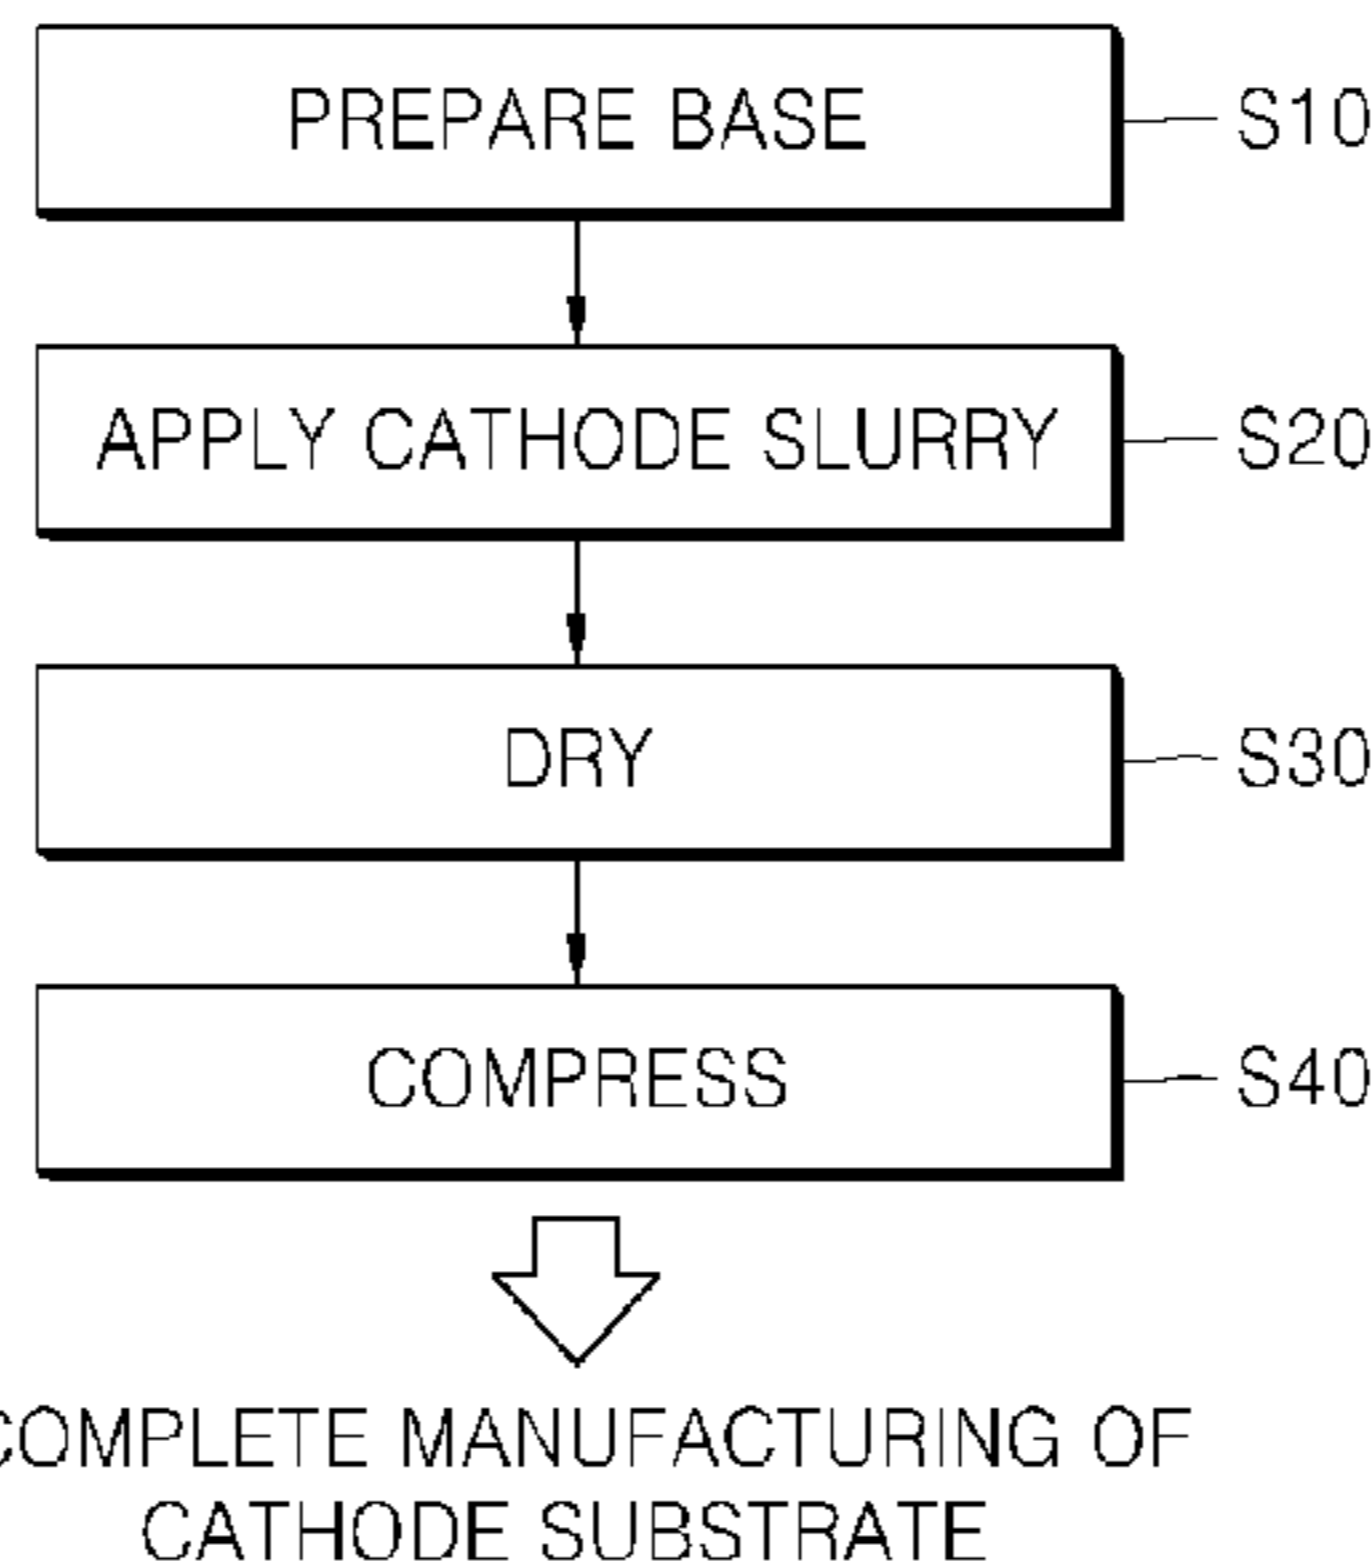 PREPARE BASE S10
APPLY CATHODE SLURRY S20
DRY S30
COMPRESS S40
COMPLETE MANUFACTURING OF
CATHODE SUBSTRATE